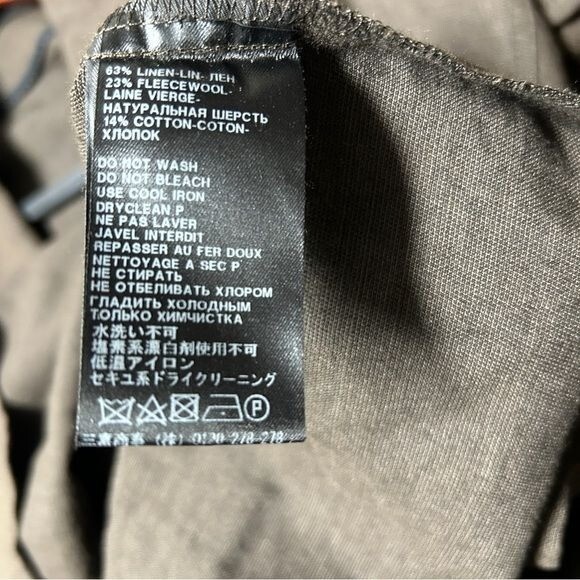 63% LINEN-LIN- ЛЕН
23% FLEECEWOOL-
LAINE VIERGE-
НАТУРАЛЬНАЯ ШЕРСТЬ
14% COTTON-COTON-
ХЛОПОК
DO NOT WASH
DO NOT BLEACH
USE COOL IRON
DRYCLEAN P
NE PAS LAVER
JAVEL INTERDIT
REPASSER AU FER DOUX
NETTOYAGE A SEC P
НЕ СТИРАТЬ
НЕ ОТБЕЛИВАТЬ ХЛОРОМ
ГЛАДИТЬ ХОЛОДНЫМ
ТОЛЬКО ХИМЧИСТКА
水洗い不可
塩素系漂白剤使用不可
低温アイロン
セキユ系ドライクリーニング
P
(株) 0120-278-278